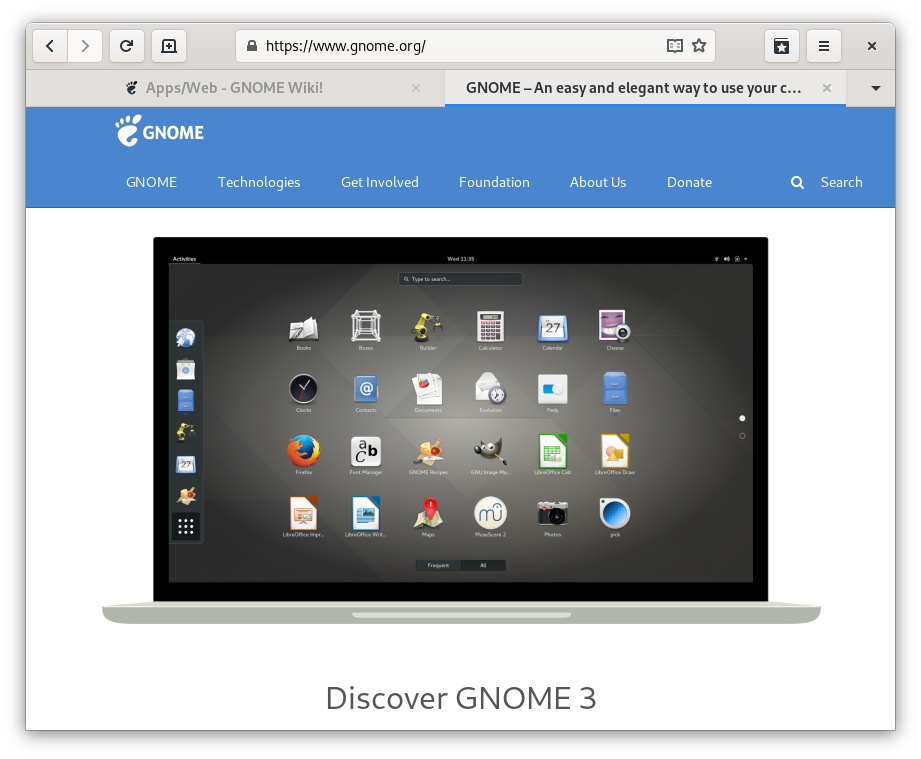 https://www.gnome.org/
Apps/Web - GNOME Wiki!
GNOME – An easy and elegant way to use your c…
GNOME
GNOME Technologies Get Involved Foundation About Us Donate Search
Activities Wed 11:35
Type to search...
Books Boxes Builder Calculator Calendar Cheese
27
27
Clocks Contacts Documents Evolution Feily Files
Firefox Font Manager GNOME Recipes GNU Image Ma... LibreOffice Calc LibreOffice Draw
LibreOffice Impr... LibreOffice Writ... Maps MuseScore 2 Photos pick
Frequent All
Discover GNOME 3